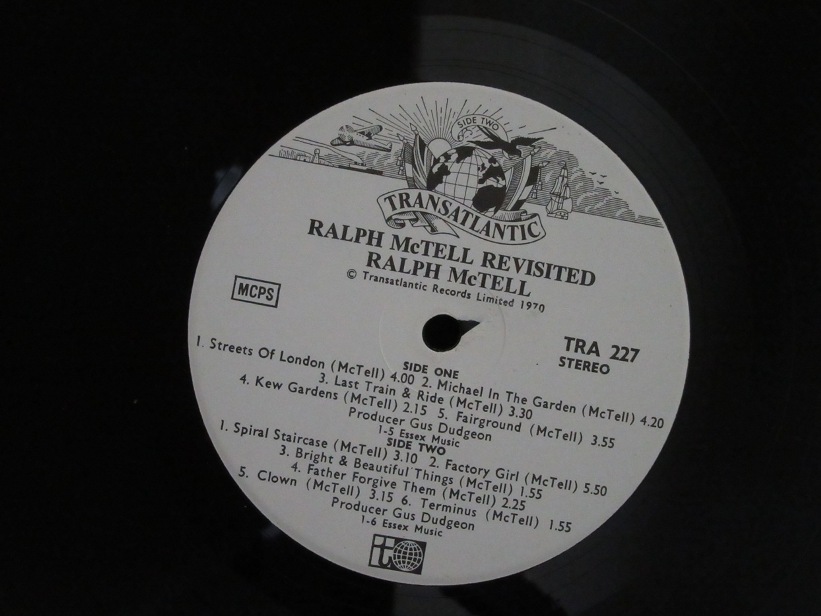 SIDE TWO
TRANSATLANTIC
RALPH McTELL REVISITED
RALPH McTELL
© Transatlantic Records Limited 1970
MCPS
TRA 227
STEREO
SIDE ONE
1. Streets Of London (McTell) 4.00 2. Michael In The Garden (McTell) 4.20
3. Last Train & Ride (McTell) 3.30
4. Kew Gardens (McTell) 2.15 5. Fairground (McTell) 3.55
Producer Gus Dudgeon
1-5 Essex Music
SIDE TWO
1. Spiral Staircase (McTell) 3.10 2. Factory Girl (McTell) 5.50
3. Bright & Beautiful Things (McTell) 1.55
4. Father Forgive Them (McTell) 2.25
5. Clown (McTell) 3.15 6. Terminus (McTell) 1.55
Producer Gus Dudgeon
1-6 Essex Music
t